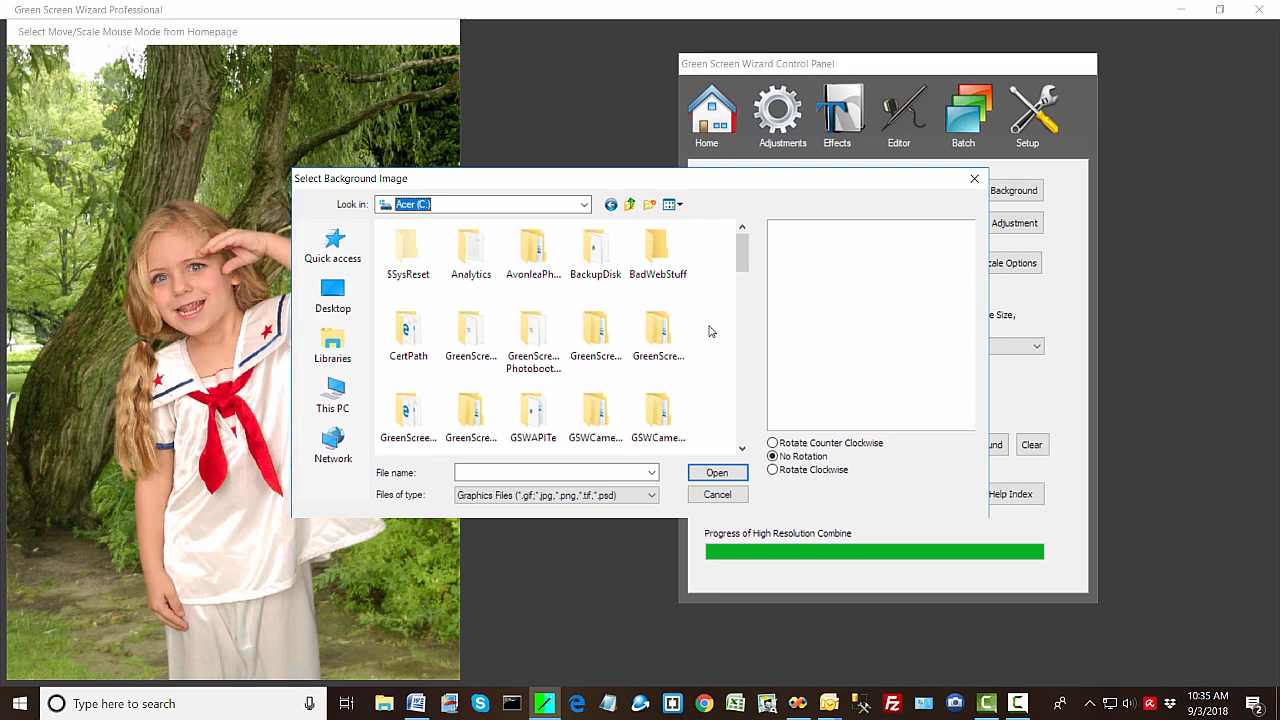 Green Screen Wizard Professional
Select Move/Scale Mouse Mode from Homepage
Green Screen Wizard Control Panel
Home
Adjustments
Effects
Editor
Batch
Setup
Select Background Image
Look in:
Acer (C:)
Background
Adjustment
cale Options
e Size,
Quick access
Desktop
Libraries
This PC
Network
$SysReset
Analytics
AvonleaPh...
BackupDisk
BadWebStuff
CertPath
GreenScre...
GreenScre...
Photoboot...
GreenScre...
GreenScre...
GreenScre...
GreenScre...
GSWAPITe
GSWCame...
GSWCame...
Rotate Counter Clockwise
No Rotation
Rotate Clockwise
und
Clear
File name:
Open
Files of type:
Graphics Files (*.gif;*.jpg,*.png,*.tif,*.psd)
Cancel
Help Index
Progress of High Resolution Combine
Type here to search
10:35 AM
9/3/2018
2